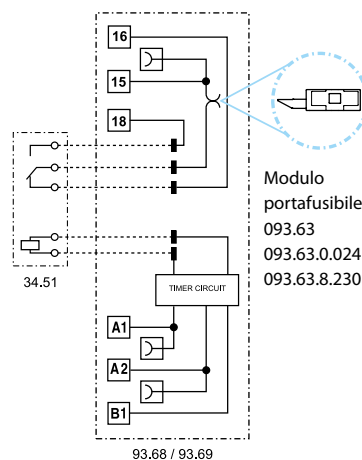 16
15
18
34.51
TIMER CIRCUIT
A1
A2
B1
93.68 / 93.69
Modulo
portafusibile
093.63
093.63.0.024
093.63.8.230